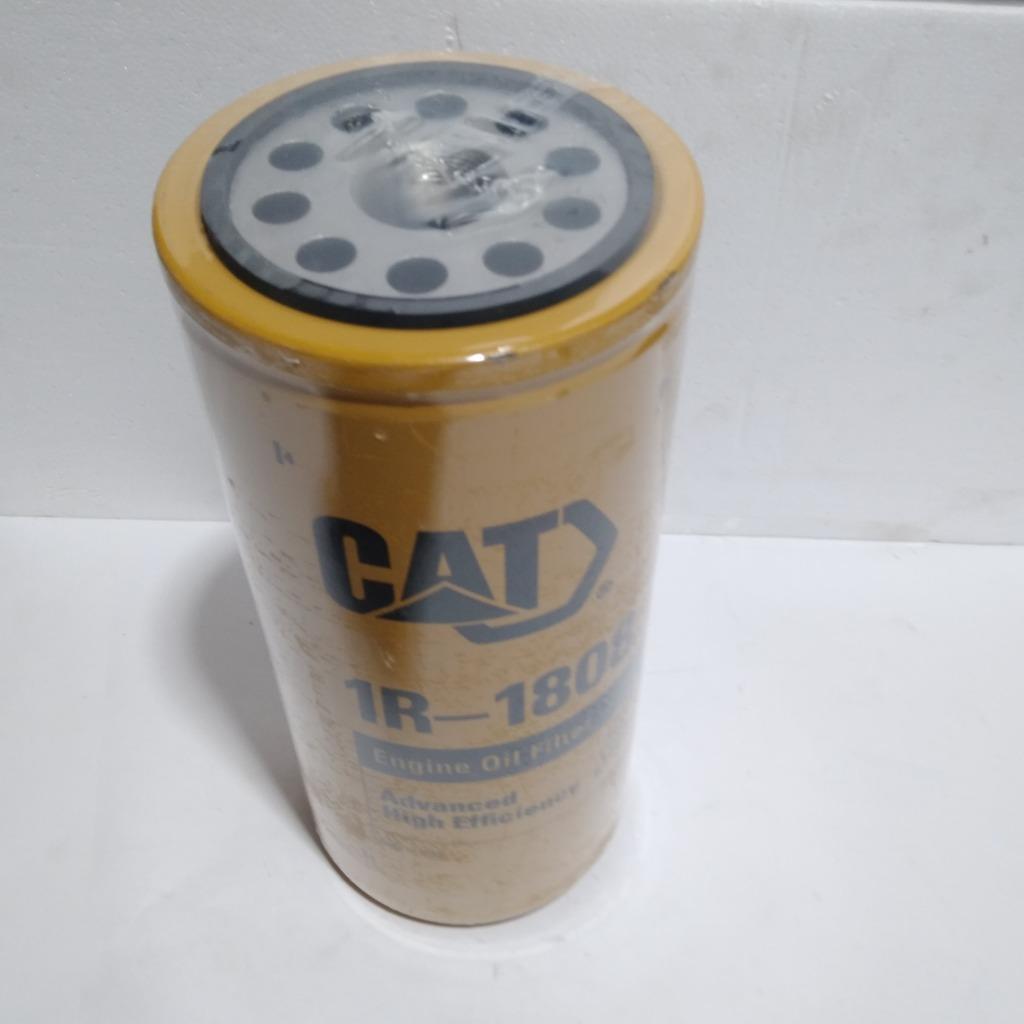 CAT®
1R–1808
Engine Oil Filter
Advanced
High Efficiency